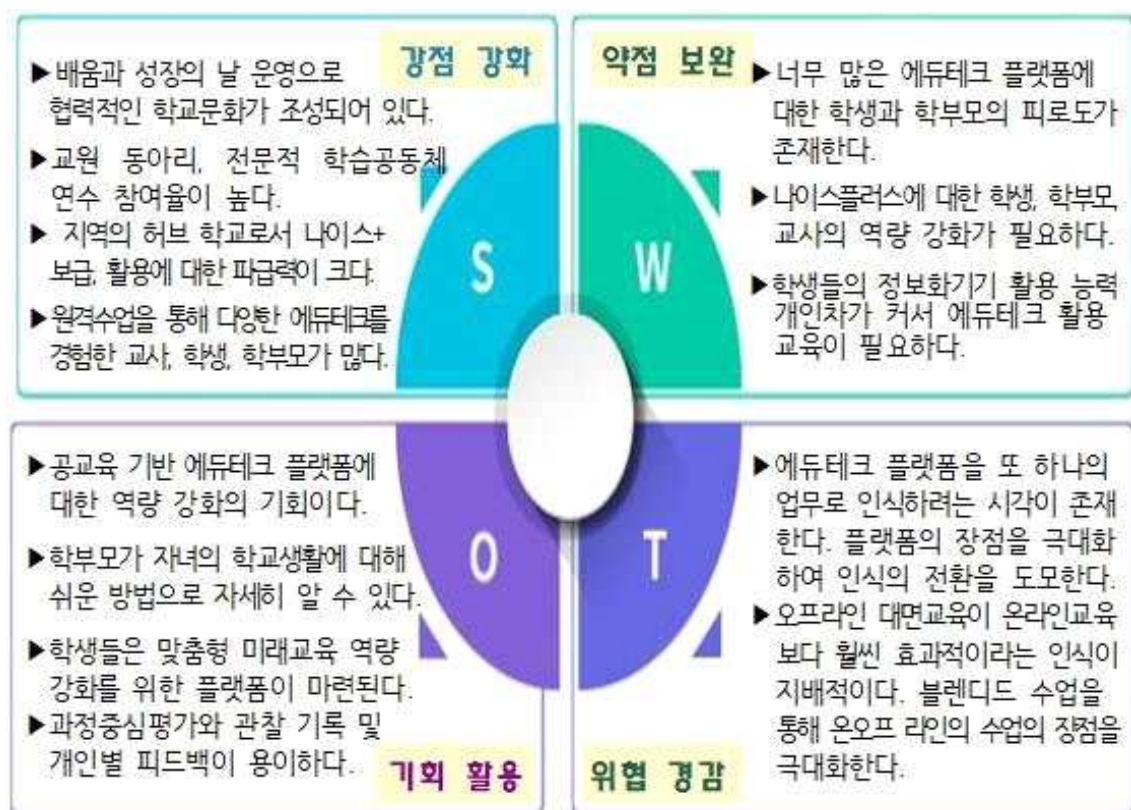 강점 강화
▶배움과 성장의 날 운영으로
협력적인 학교문화가 조성되어 있다.
▶교원 동아리, 전문적 학습공동체
연수 참여율이 높다.
▶ 지역의 허브 학교로서 나이스+
보급, 활용에 대한 파급력이 크다.
▶원격수업을 통해 다양한 에듀테크를
경험한 교사, 학생, 학부모가 많다.
S
약점 보완
▶너무 많은 에듀테크 플랫폼에
대한 학생과 학부모의 피로도가
존재한다.
▶나이스플러스에 대한 학생, 학부모,
교사의 역량 강화가 필요하다.
▶학생들의 정보화기기 활용 능력
개인차가 커서 에듀테크 활용
교육이 필요하다.
W
▶공교육 기반 에듀테크 플랫폼에
대한 역량 강화의 기회이다.
▶학부모가 자녀의 학교생활에 대해
쉬운 방법으로 자세히 알 수 있다.
▶학생들은 맞춤형 미래교육 역량
강화를 위한 플랫폼이 마련된다.
▶과정중심평가와 관찰 기록 및
개인별 피드백이 용이하다.
O
기회 활용
▶에듀테크 플랫폼을 또 하나의
업무로 인식하려는 시각이 존재
한다. 플랫폼의 장점을 극대화
하여 인식의 전환을 도모한다.
▶오프라인 대면교육이 온라인교육
보다 훨씬 효과적이라는 인식이
지배적이다. 블렌디드 수업을
통해 온오프 라인의 수업의 장점을
극대화한다.
T
위협 경감